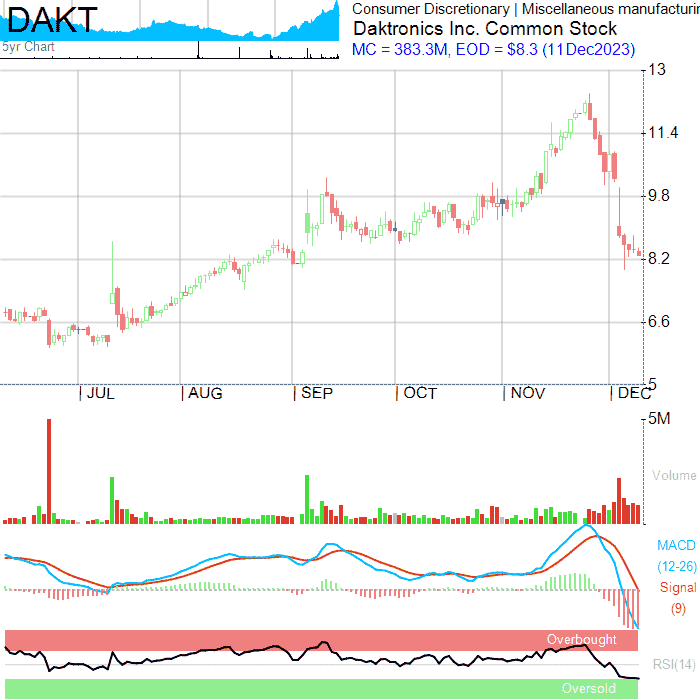 DAKT
5yr Chart
Consumer Discretionary | Miscellaneous manufacturin
Daktronics Inc. Common Stock
MC = 383.3M, EOD = $8.3 (11Dec2023)
13
11.4
9.8
8.2
6.6
5
JUL AUG SEP OCT NOV DEC
5M
Volume
MACD
(12-26)
Signal
(9)
Overbought
RSI(14)
Oversold